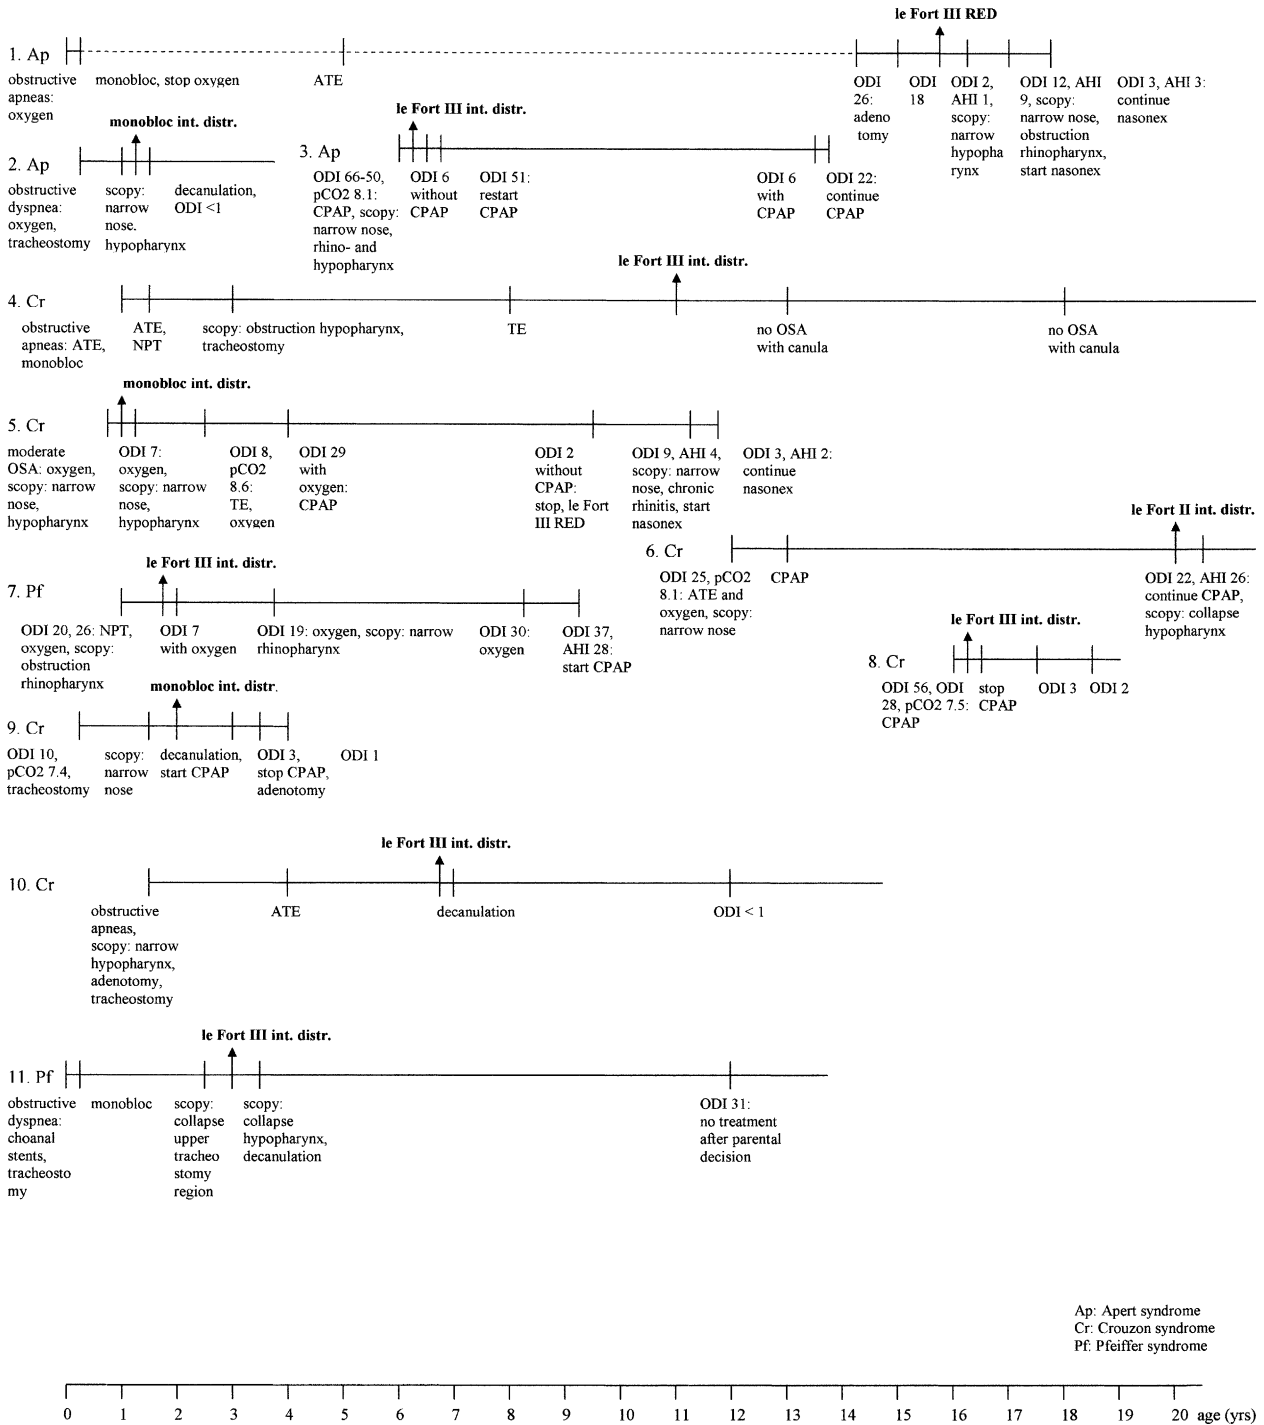 le Fort III RED
1. Ap
obstructive
apneas:
oxygen
monobloc, stop oxygen
ATE
ODI
26:
adeno
tomy
ODI
18
ODI 2,
AHI 1,
scopy:
narrow
hypopha
rynx
ODI 12, AHI
9, scopy:
narrow nose,
obstruction
rhinopharynx,
start nasonex
ODI 3, AHI 3:
continue
nasonex
monobloc int. distr.
2. Ap
obstructive
dyspnea:
oxygen,
tracheostomy
scopy:
narrow
nose.
hypopharynx
decanulation,
ODI <1
le Fort III int. distr.
3. Ap
ODI 66-50,
pCO2 8.1:
CPAP, scopy:
narrow nose,
rhino- and
hypopharynx
ODI 6
without
CPAP
ODI 51:
restart
CPAP
ODI 6
with
CPAP
ODI 22:
continue
CPAP
le Fort III int. distr.
4. Cr
obstructive
apneas: ATE,
monobloc
ATE,
NPT
scopy: obstruction hypopharynx,
tracheostomy
TE
no OSA
with canula
no OSA
with canula
monobloc int. distr.
5. Cr
moderate
OSA: oxygen,
scopy: narrow
nose,
hypopharynx
ODI 7:
oxygen,
scopy: narrow
nose,
hypopharynx
ODI 8,
pCO2
8.6:
TE,
oxygen
ODI 29
with
oxygen:
CPAP
ODI 2
without
CPAP:
stop, le Fort
III RED
ODI 9, AHI 4,
scopy: narrow
nose, chronic
rhinitis, start
nasonex
ODI 3, AHI 2:
continue
nasonex
le Fort II int. distr.
6. Cr
ODI 25, pCO2
8.1: ATE and
oxygen, scopy:
narrow nose
CPAP
ODI 22, AHI 26:
continue CPAP,
scopy: collapse
hypopharynx
le Fort III int. distr.
7. Pf
ODI 20, 26: NPT,
oxygen, scopy:
obstruction
rhinopharynx
ODI 7
with oxygen
ODI 19: oxygen, scopy: narrow
rhinopharynx
ODI 30:
oxygen
ODI 37,
AHI 28:
start CPAP
le Fort III int. distr.
8. Cr
ODI 56, ODI
28, pCO2 7.5:
CPAP
stop
CPAP
ODI 3
ODI 2
monobloc int. distr.
9. Cr
ODI 10,
pCO2 7.4,
tracheostomy
scopy:
narrow
nose
decanulation,
start CPAP
ODI 3,
stop CPAP,
adenotomy
ODI 1
le Fort III int. distr.
10. Cr
obstructive
apneas,
scopy: narrow
hypopharynx,
adenotomy,
tracheostomy
ATE
decanulation
ODI < 1
le Fort III int. distr.
11. Pf
obstructive
dyspnea:
choanal
stents,
tracheosto
my
monobloc
scopy:
collapse
upper
tracheo
stomy
region
scopy:
collapse
hypopharynx,
decanulation
ODI 31:
no treatment
after parental
decision
Ap: Apert syndrome
Cr: Crouzon syndrome
Pf: Pfeiffer syndrome
0 1 2 3 4 5 6 7 8 9 10 11 12 13 14 15 16 17 18 19 20 age (yrs)